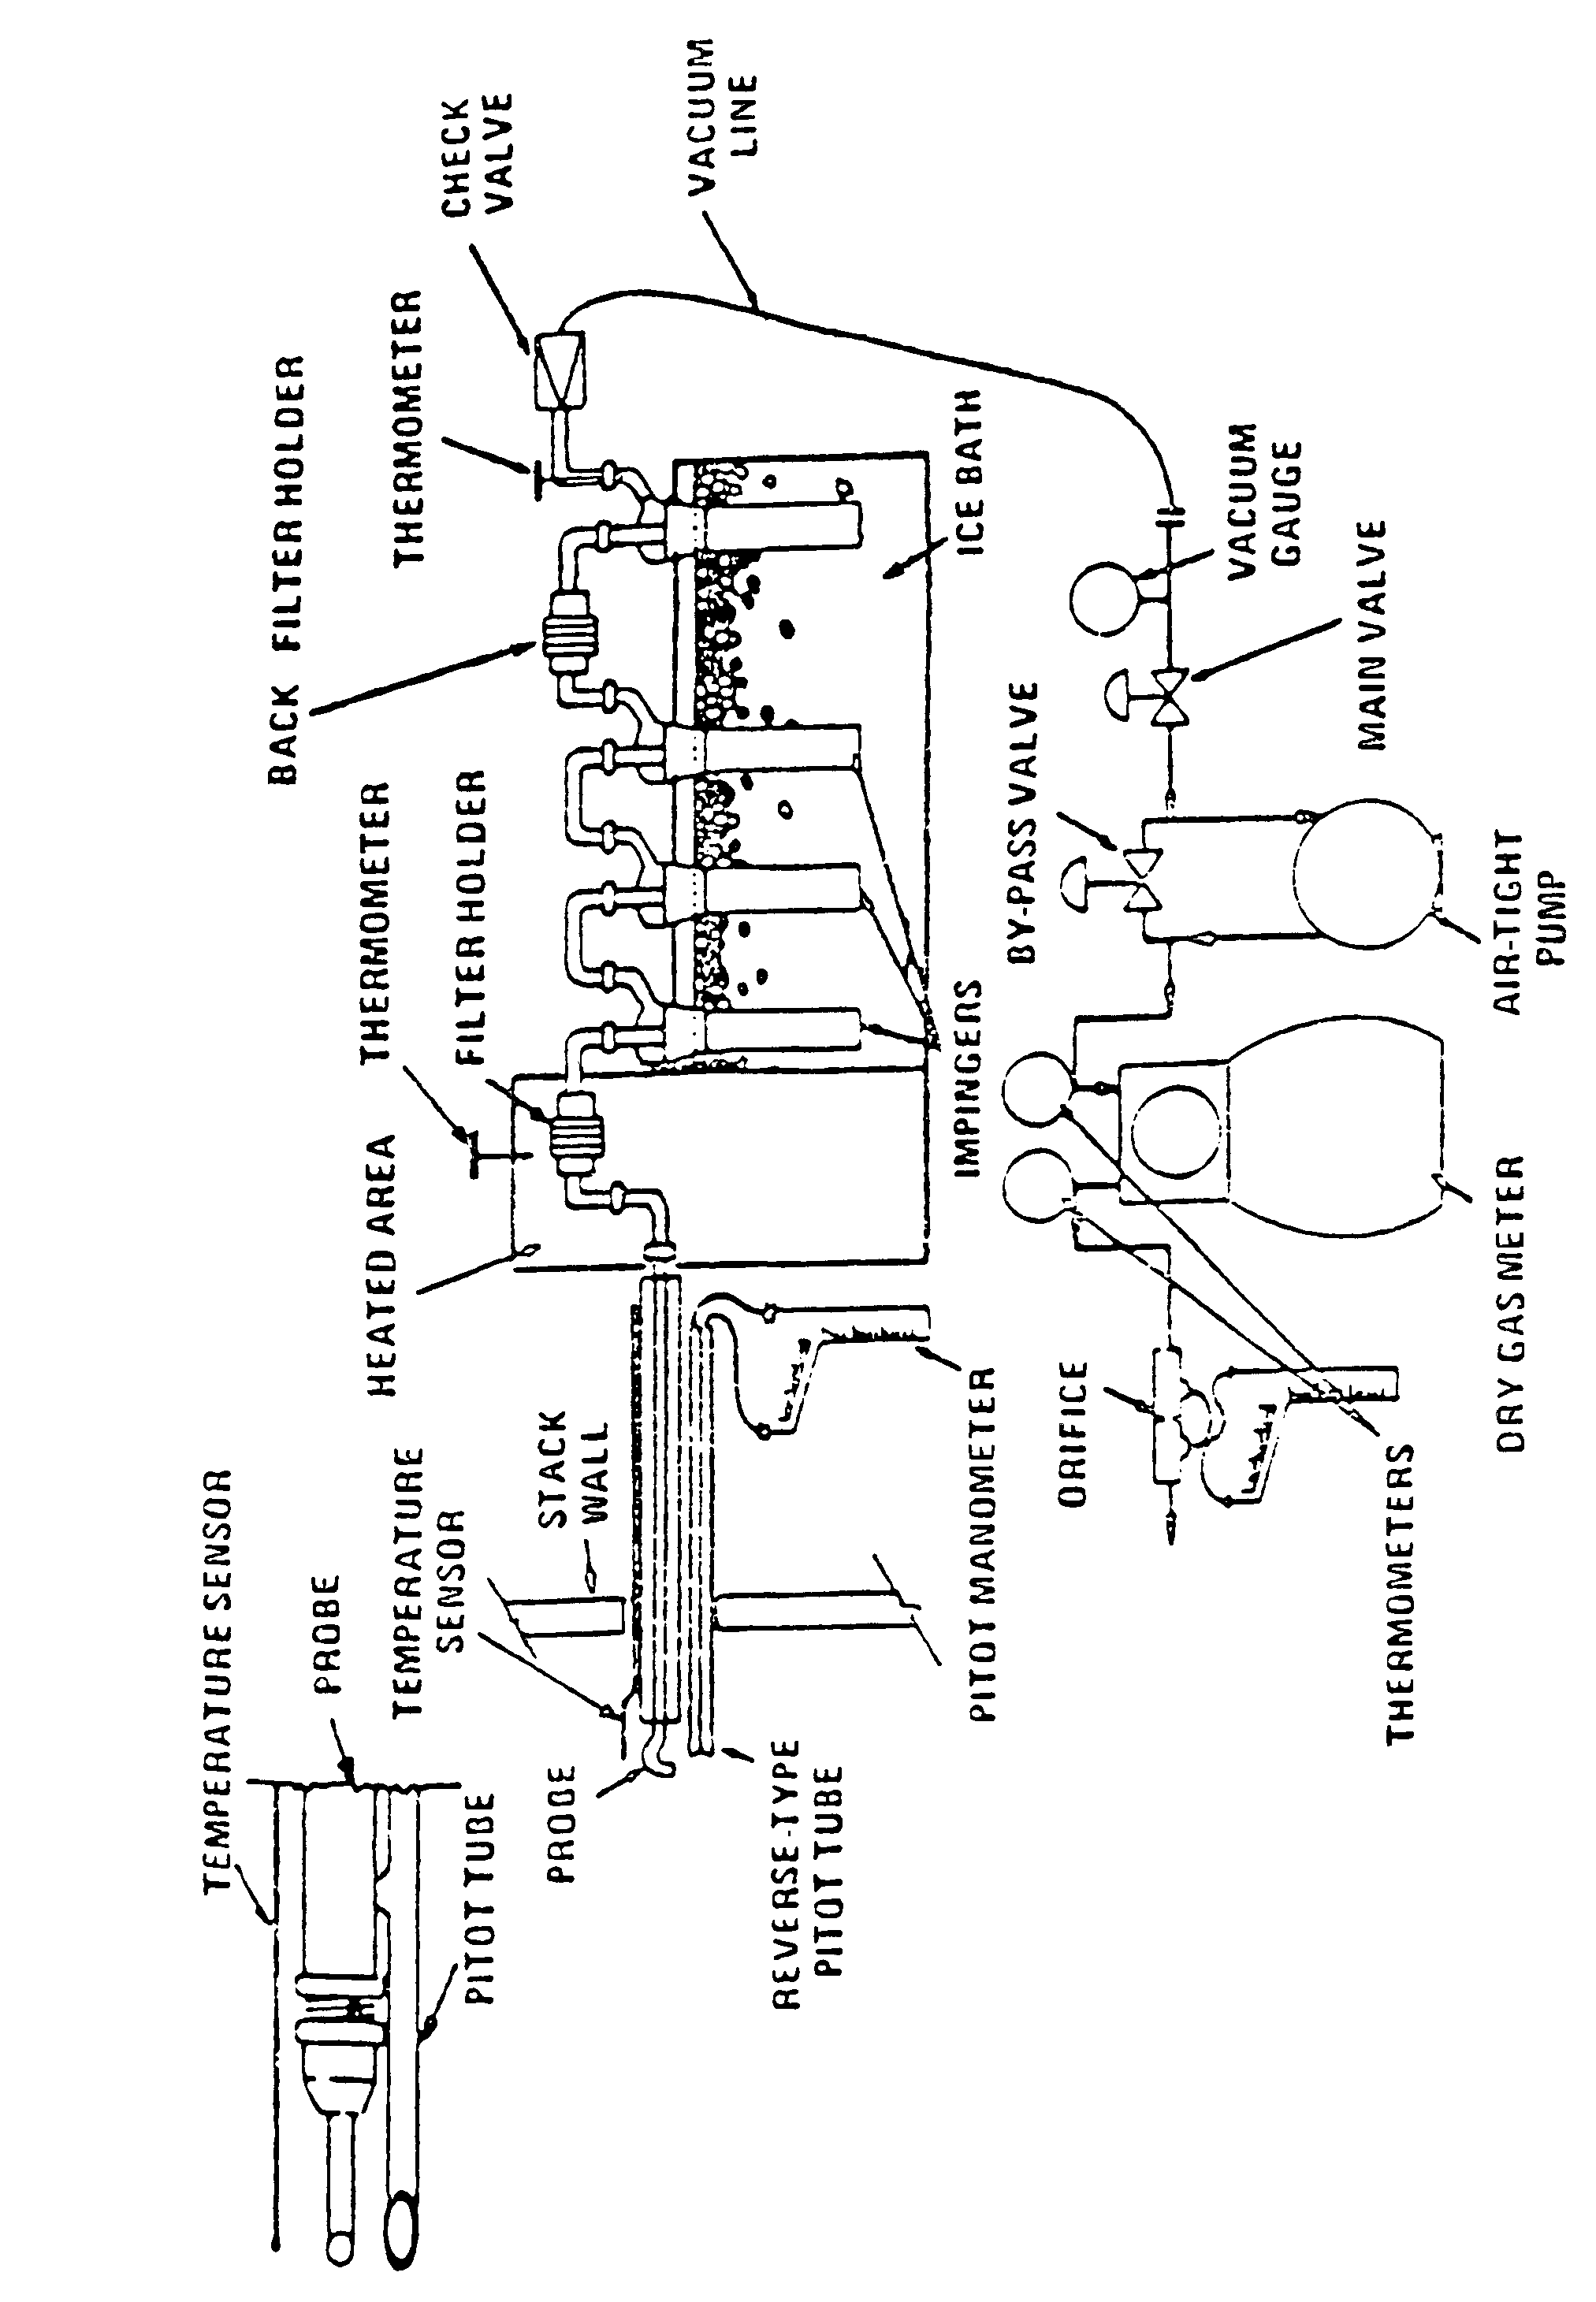 TEMPERATURE SENSOR
PROBE
PITOT TUBE
TEMPERATURE
SENSOR
STACK
WALL
HEATED AREA
THERMOMETER
FILTER HOLDER
BACK FILTER HOLDER
THERMOMETER
CHECK
VALVE
VACUUM
LINE
PROBE
REVERSE-TYPE
PITOT TUBE
PITOT MANOMETER
IMPINGERS
ICE BATH
ORIFICE
BY-PASS VALVE
VACUUM
GAUGE
MAIN VALVE
THERMOMETERS
DRY GAS METER
AIR-TIGHT
PUMP